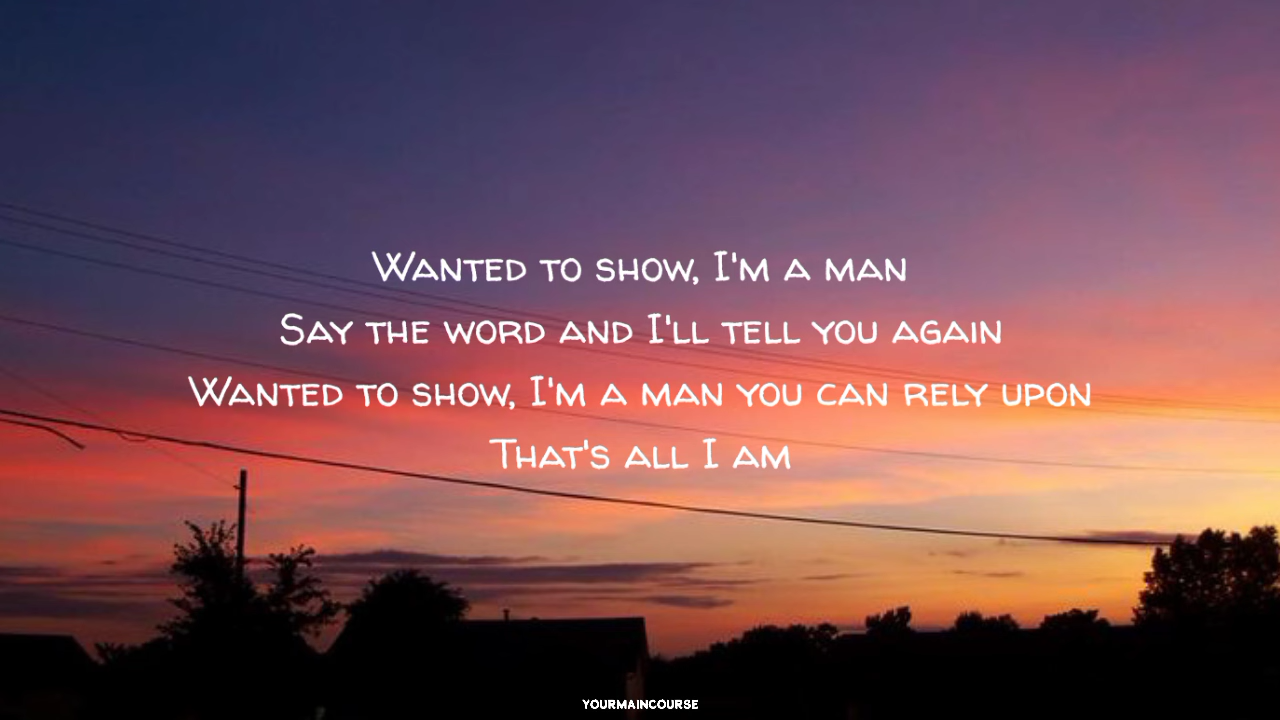 Wanted to show, I'm a man
Say the word and I'll tell you again
Wanted to show, I'm a man you can rely upon
That's all I am
YOURMAINCOURSE